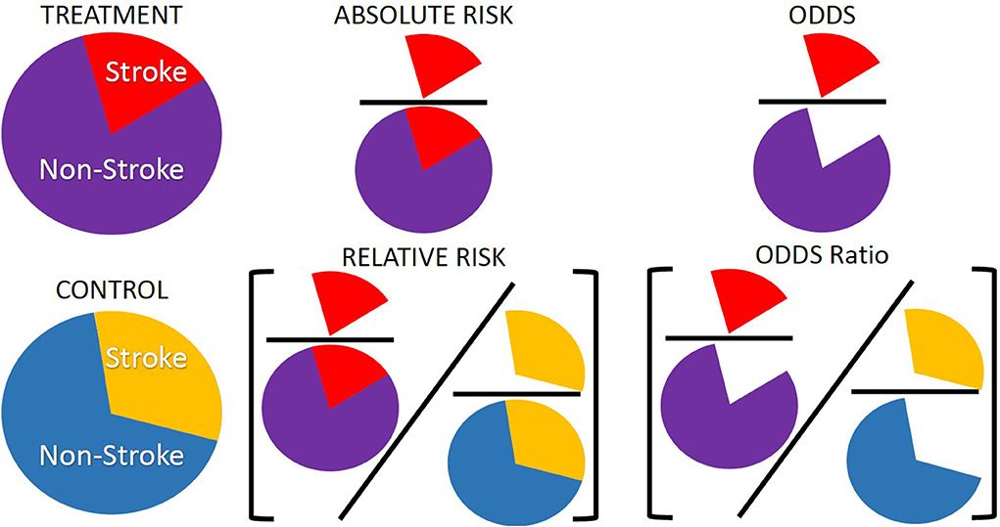 TREATMENT
Stroke
Non-Stroke
ABSOLUTE RISK
ODDS
CONTROL
Stroke
Non-Stroke
RELATIVE RISK
ODDS Ratio